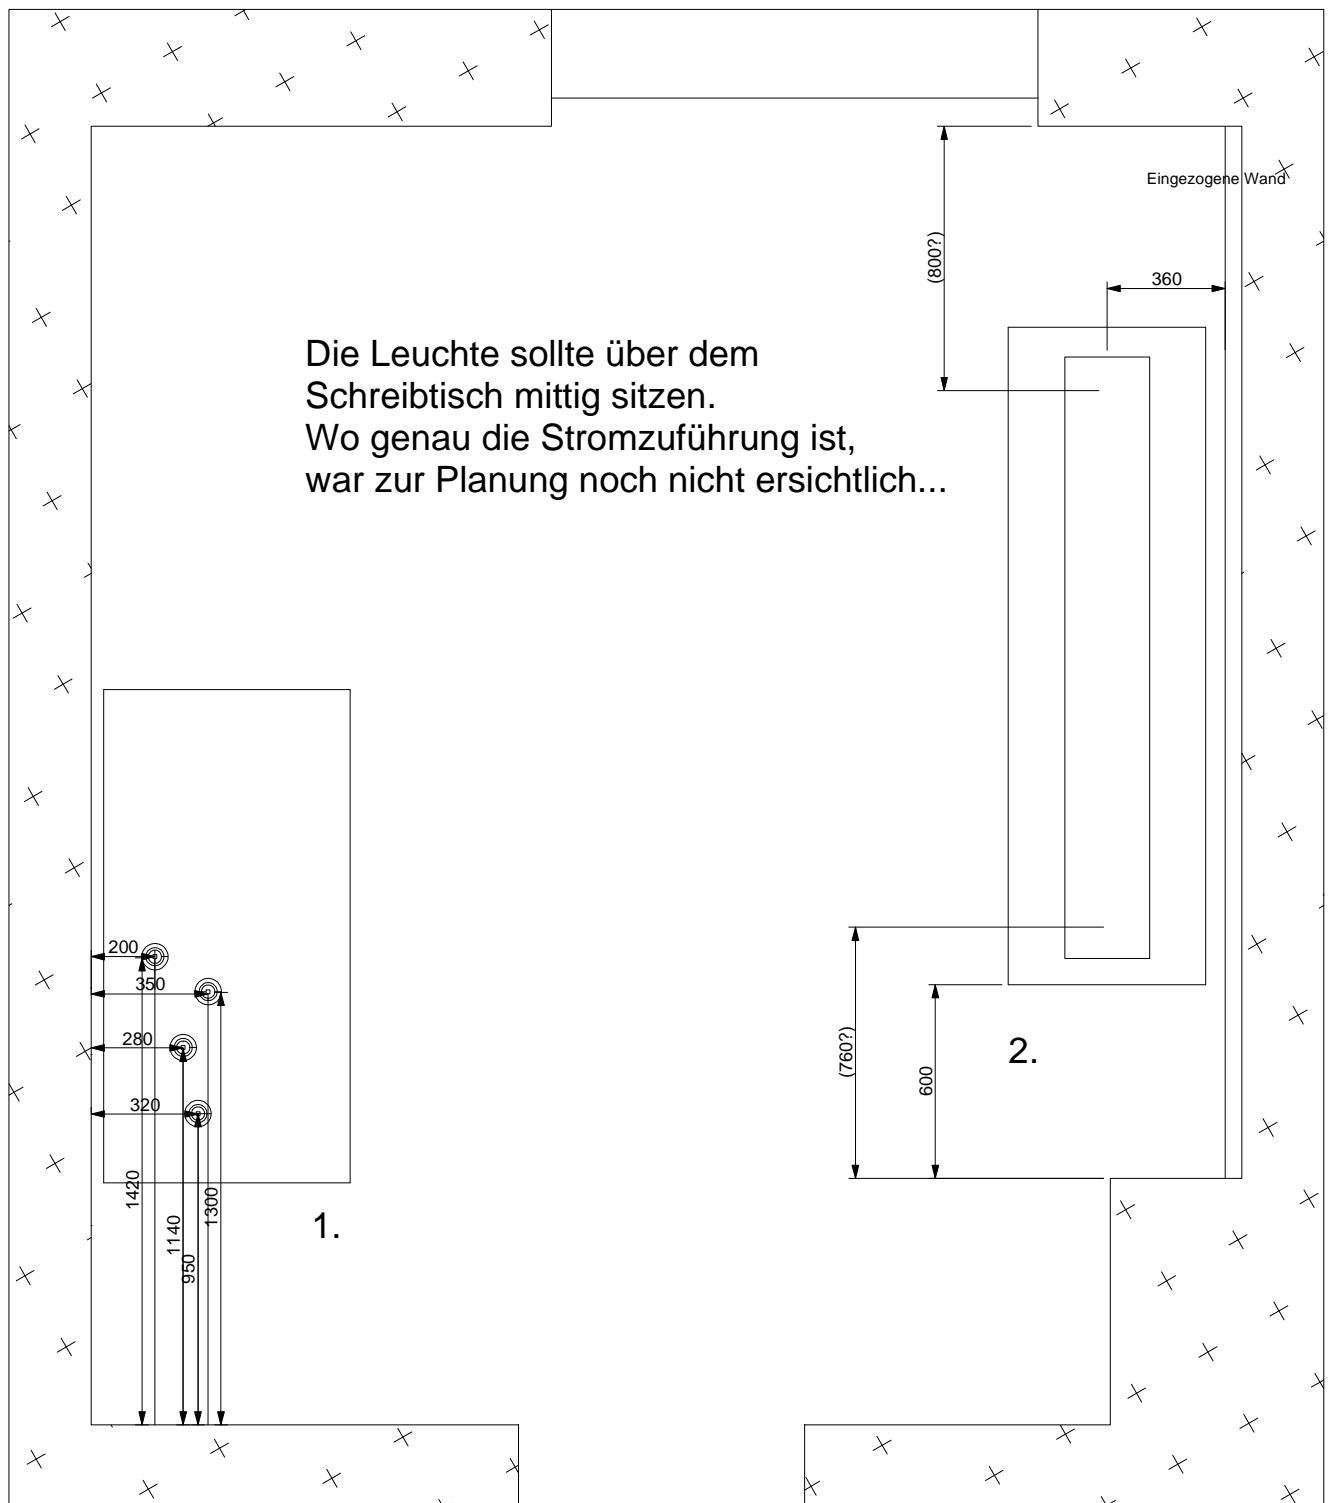 Eingezogene Wand
(800?)
360
Die Leuchte sollte über dem
Schreibtisch mittig sitzen.
Wo genau die Stromzuführung ist,
war zur Planung noch nicht ersichtlich...
200
350
280
320
1420
1140
950
1300
1.
(760?)
600
2.